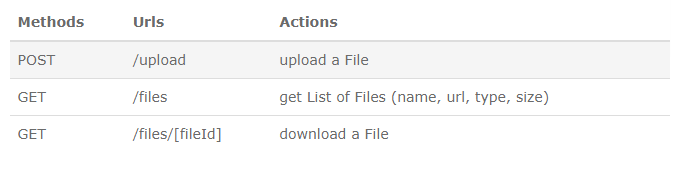 Methods Urls Actions
POST /upload upload a File
GET /files get List of Files (name, url, type, size)
GET /files/[fileId] download a File